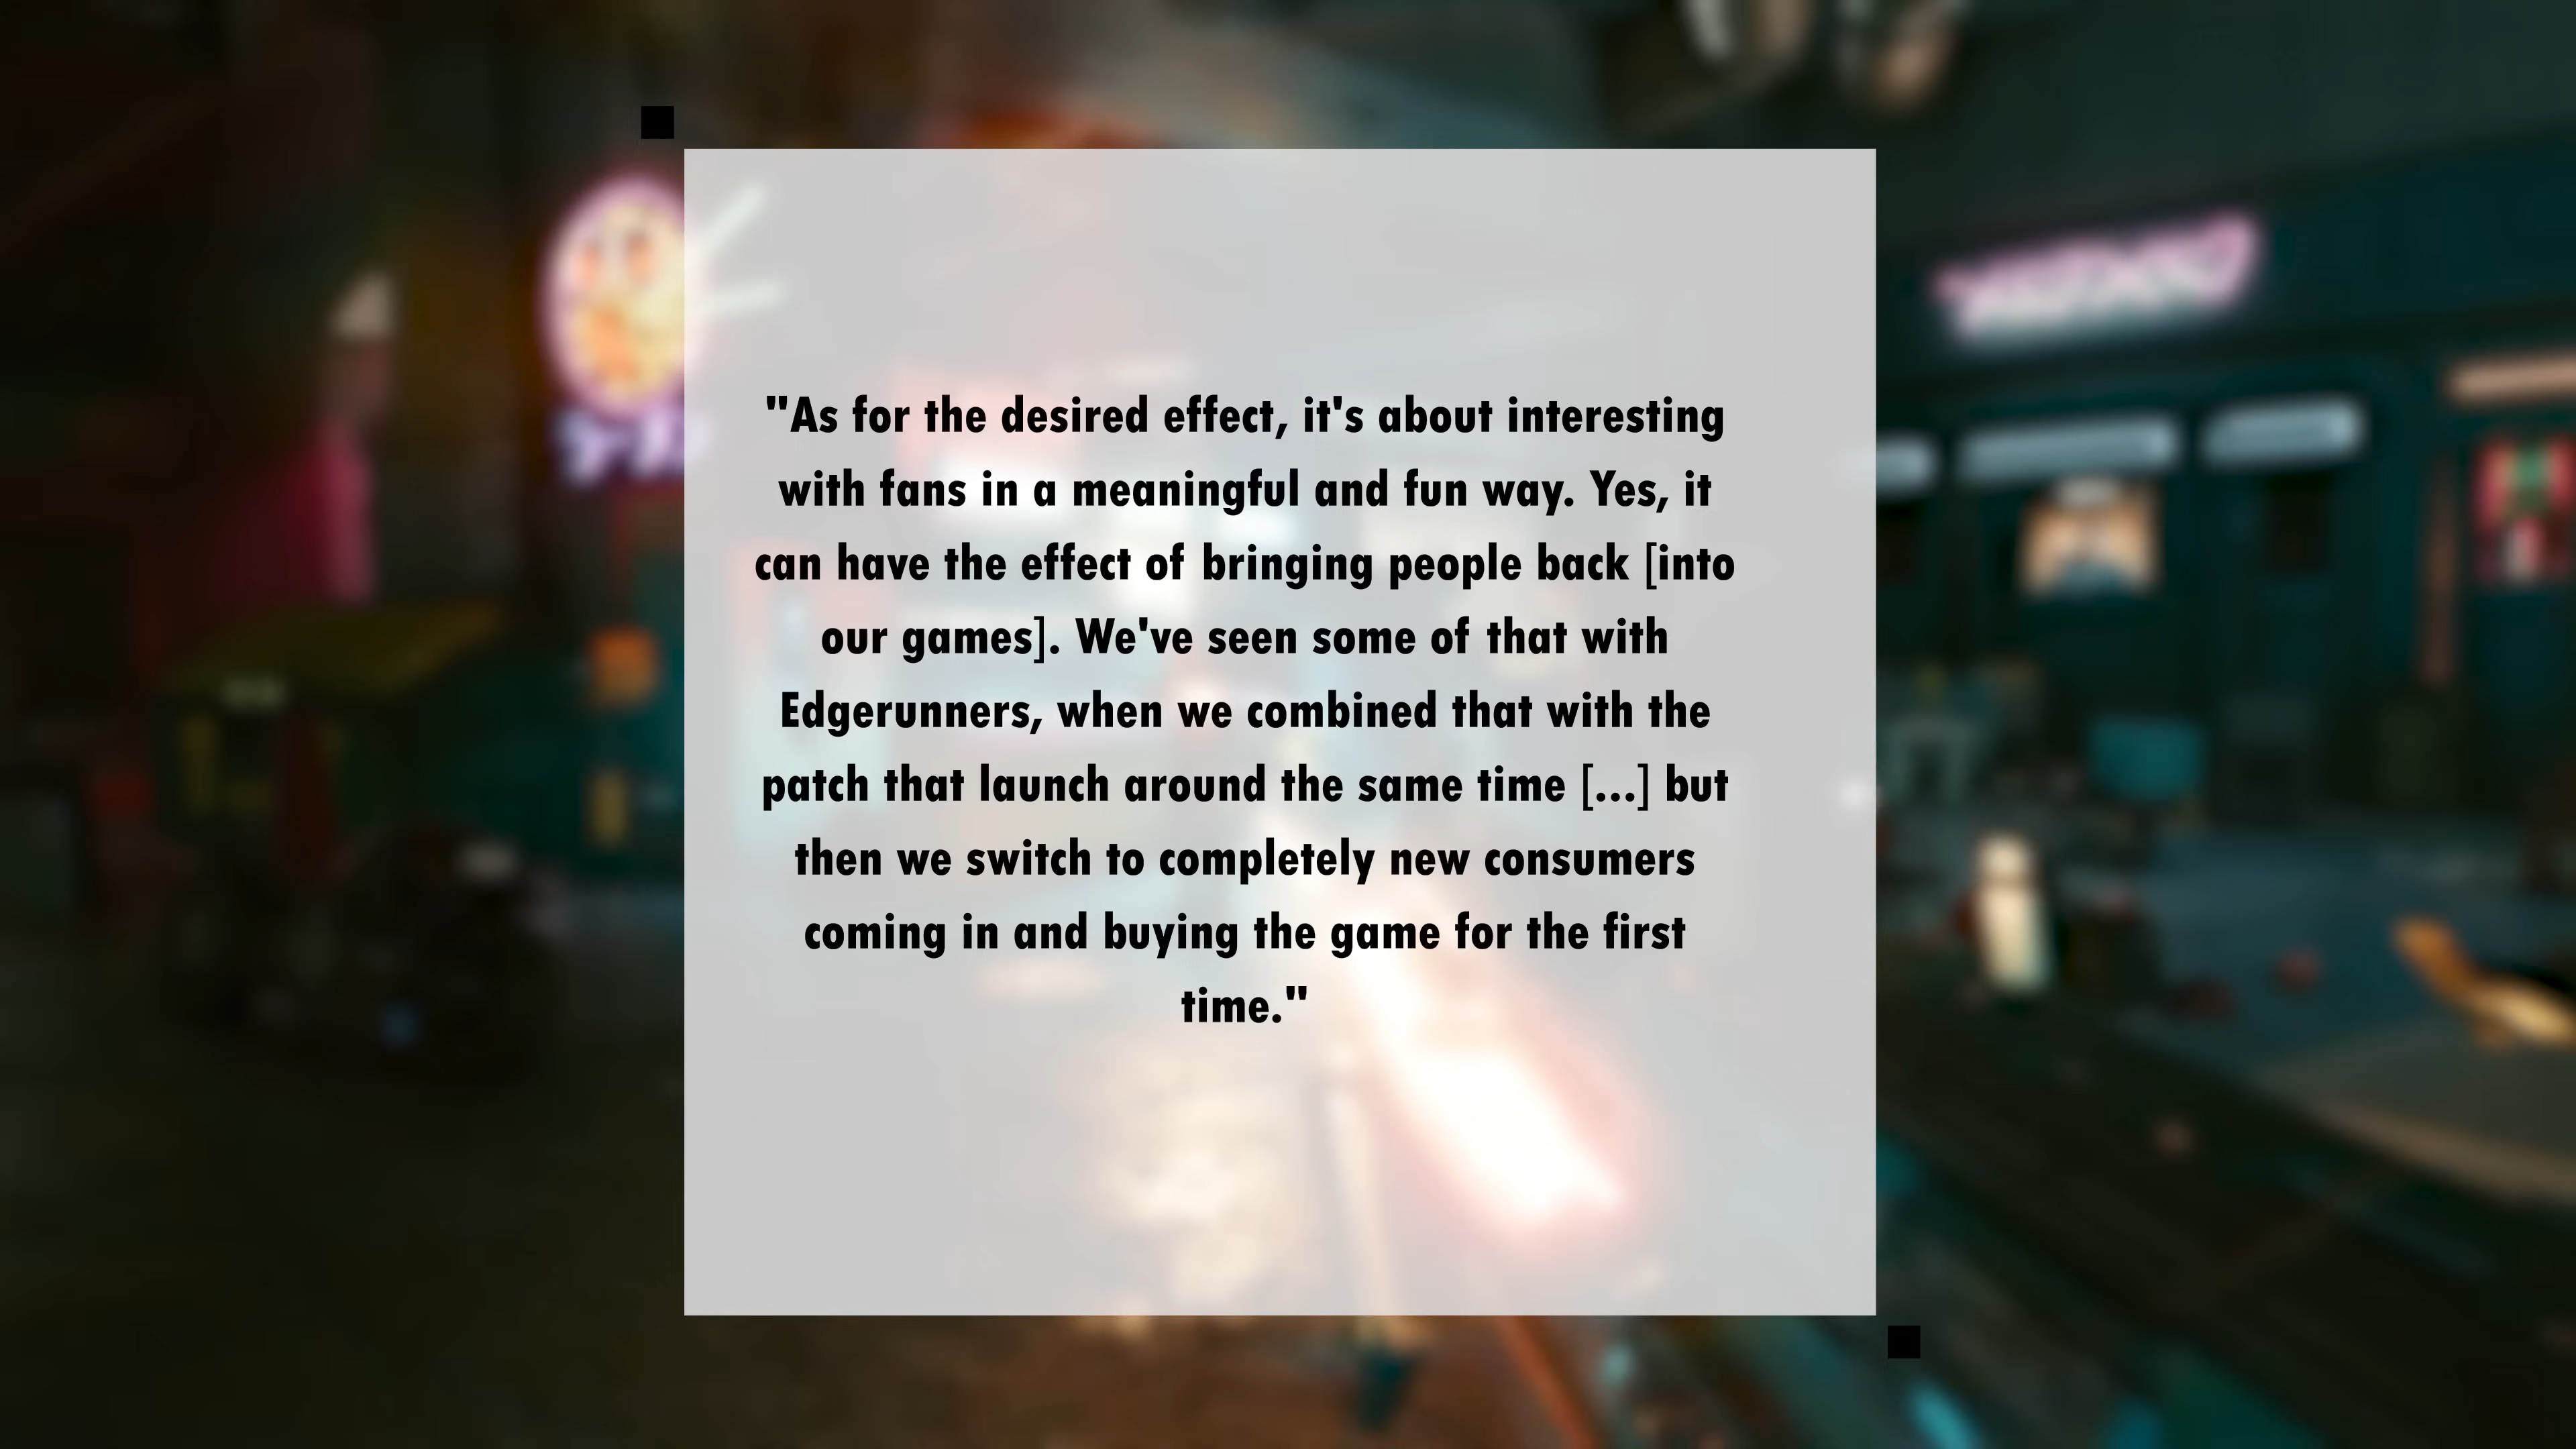 "As for the desired effect, it's about interesting
with fans in a meaningful and fun way. Yes, it
can have the effect of bringing people back [into
our games]. We've seen some of that with
Edgerunners, when we combined that with the
patch that launch around the same time [...] but
then we switch to completely new consumers
coming in and buying the game for the first
time."